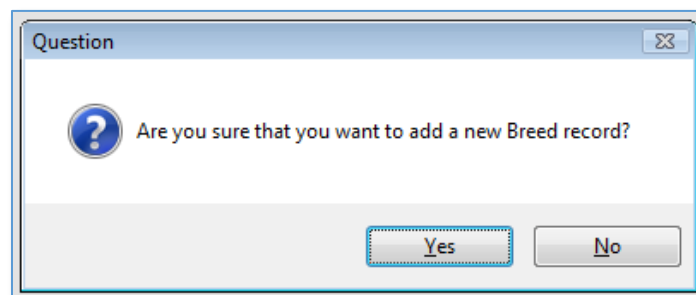 Question
Are you sure that you want to add a new Breed record?
Yes
No